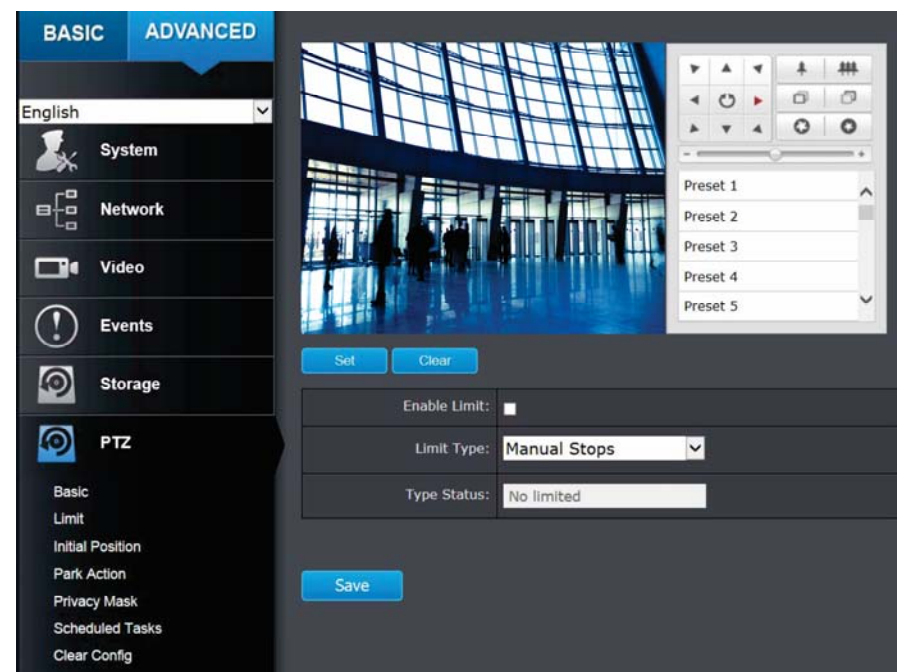 BASIC ADVANCED
English
System
Network
Video
Events
Storage
PTZ
Basic
Limit
Initial Position
Park Action
Privacy Mask
Scheduled Tasks
Clear Config
Preset 1
Preset 2
Preset 3
Preset 4
Preset 5
Set Clear
Enable Limit:
Limit Type: Manual Stops
Type Status: No limited
Save